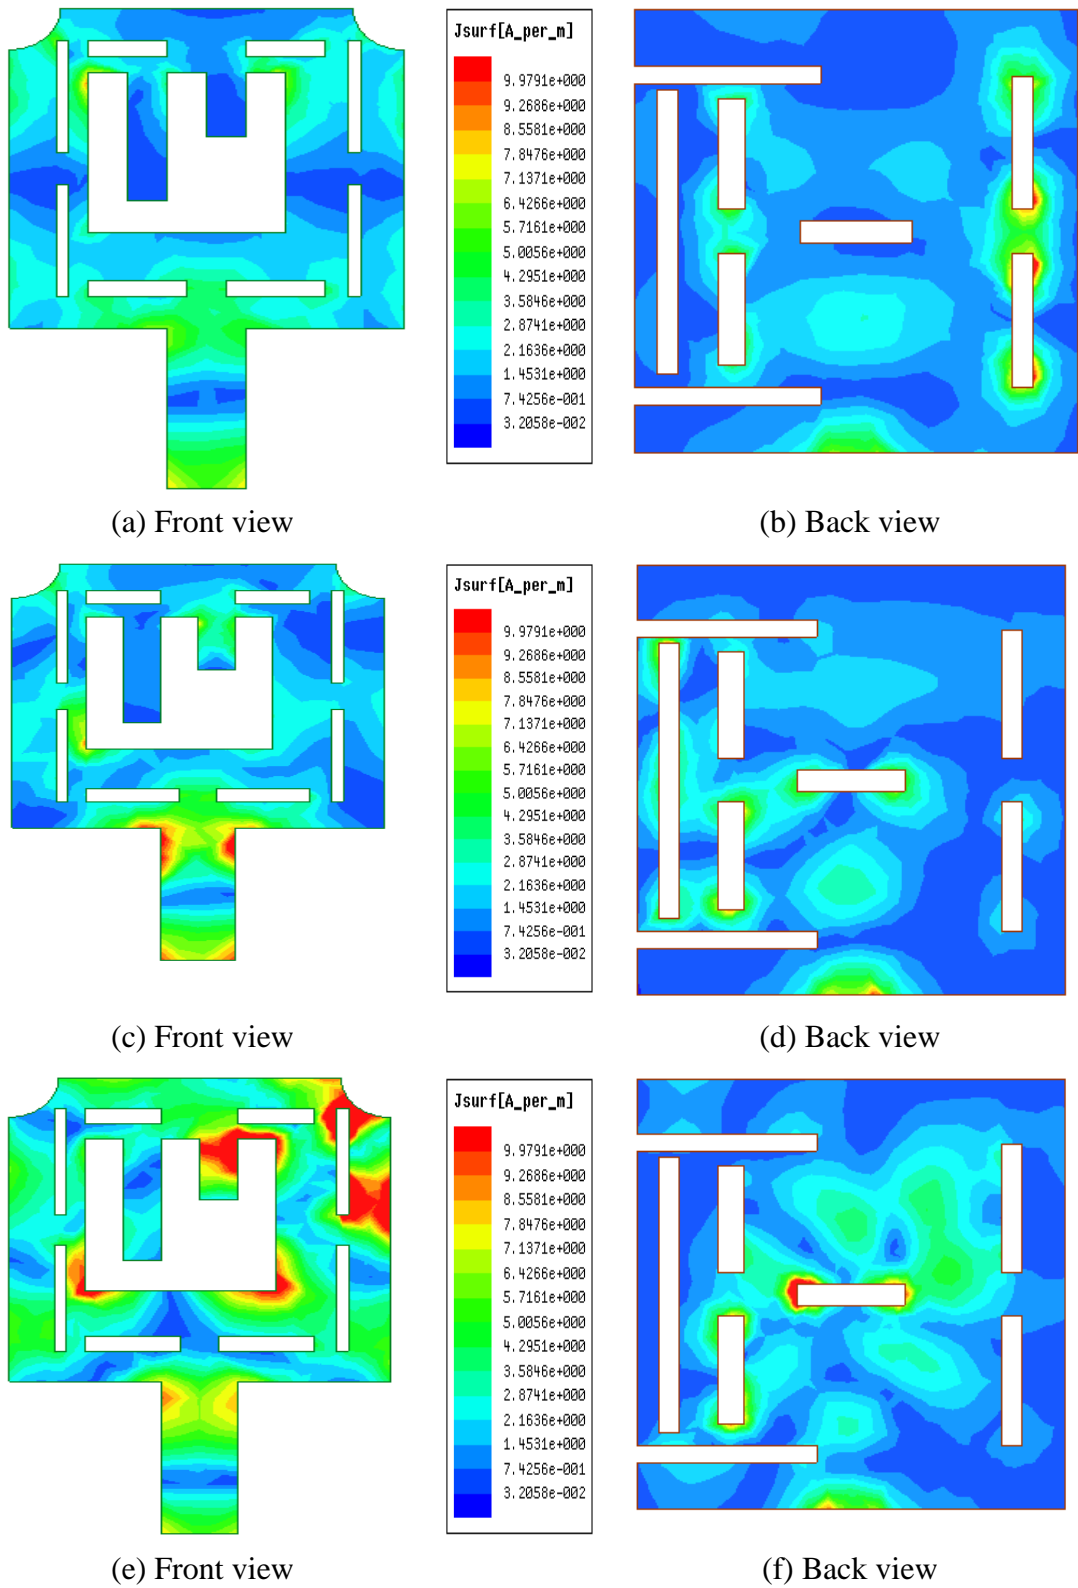 Jsurf[A_per_m]
9.9791e+000
9.2686e+000
8.5581e+000
7.8476e+000
7.1371e+000
6.4266e+000
5.7161e+000
5.0056e+000
4.2951e+000
3.5846e+000
2.8741e+000
2.1636e+000
1.4531e+000
7.4256e-001
3.2058e-002
(a) Front view
(b) Back view
Jsurf[A_per_m]
9.9791e+000
9.2686e+000
8.5581e+000
7.8476e+000
7.1371e+000
6.4266e+000
5.7161e+000
5.0056e+000
4.2951e+000
3.5846e+000
2.8741e+000
2.1636e+000
1.4531e+000
7.4256e-001
3.2058e-002
(c) Front view
(d) Back view
Jsurf[A_per_m]
9.9791e+000
9.2686e+000
8.5581e+000
7.8476e+000
7.1371e+000
6.4266e+000
5.7161e+000
5.0056e+000
4.2951e+000
3.5846e+000
2.8741e+000
2.1636e+000
1.4531e+000
7.4256e-001
3.2058e-002
(e) Front view
(f) Back view